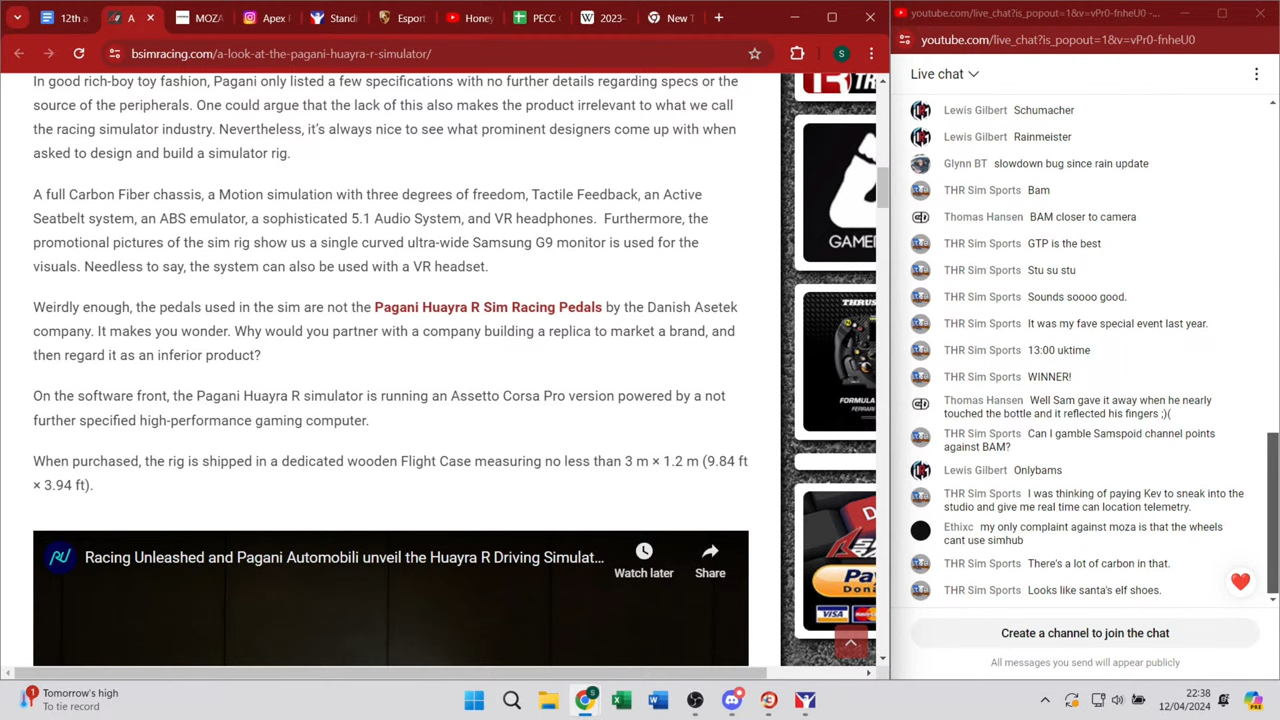 12th a
A
MOZA
Apex I
Standi
Esport
Honey
PECC
2023-
New T
bsimracing.com/a-look-at-the-pagani-huayra-r-simulator/
S
In good rich-boy toy fashion, Pagani only listed a few specifications with no further details regarding specs or the
source of the peripherals. One could argue that the lack of this also makes the product irrelevant to what we call
the racing simulator industry. Nevertheless, it's always nice to see what prominent designers come up with when
asked to design and build a simulator rig.
A full Carbon Fiber chassis, a Motion simulation with three degrees of freedom, Tactile Feedback, an Active
Seatbelt system, an ABS emulator, a sophisticated 5.1 Audio System, and VR headphones. Furthermore, the
promotional pictures of the sim rig show us a single curved ultra-wide Samsung G9 monitor is used for the
visuals. Needless to say, the system can also be used with a VR headset.
Weirdly enough, the pedals used in the sim are not the Pagani Huayra R Sim Racing Pedals by the Danish Asetek
company. It makes you wonder. Why would you partner with a company building a replica to market a brand, and
then regard it as an inferior product?
On the software front, the Pagani Huayra R simulator is running an Assetto Corsa Pro version powered by a not
further specified high-performance gaming computer.
When purchased, the rig is shipped in a dedicated wooden Flight Case measuring no less than 3 m × 1.2 m (9.84 ft
× 3.94 ft).
Racing Unleashed and Pagani Automobili unveil the Huayra R Driving Simulat...
Watch later
Share
GAMER
THRUS
FORMULA
FERRARI
Pay
Dona
VISA
youtube.com/live_chat?is_popout=1&v=vPr0-fnheU0 -...
youtube.com/live_chat?is_popout=1&v=vPr0-fnheU0
Live chat
Lewis Gilbert Schumacher
Lewis Gilbert Rainmeister
Glynn BT slowdown bug since rain update
THR Sim Sports Bam
Thomas Hansen BAM closer to camera
THR Sim Sports GTP is the best
THR Sim Sports Stu su stu
THR Sim Sports Sounds soooo good.
THR Sim Sports It was my fave special event last year.
THR Sim Sports 13:00 uktime
THR Sim Sports WINNER!
Thomas Hansen Well Sam gave it away when he nearly
touched the bottom and it reflected his fingers ;)(
THR Sim Sports Can I gamble Samspoid channel points
against BAM?
Lewis Gilbert Onlybams
THR Sim Sports I was thinking of paying Kev to sneak into the
studio and give me real time can location telemetry.
Ethixc my only complaint against moza is that the wheels
cant use simhub
THR Sim Sports There's a lot of carbon in that.
THR Sim Sports Looks like santa's elf shoes.
Create a channel to join the chat
All messages you send will appear publicly
1
Tomorrow's high
To tie record
22:38
12/04/2024